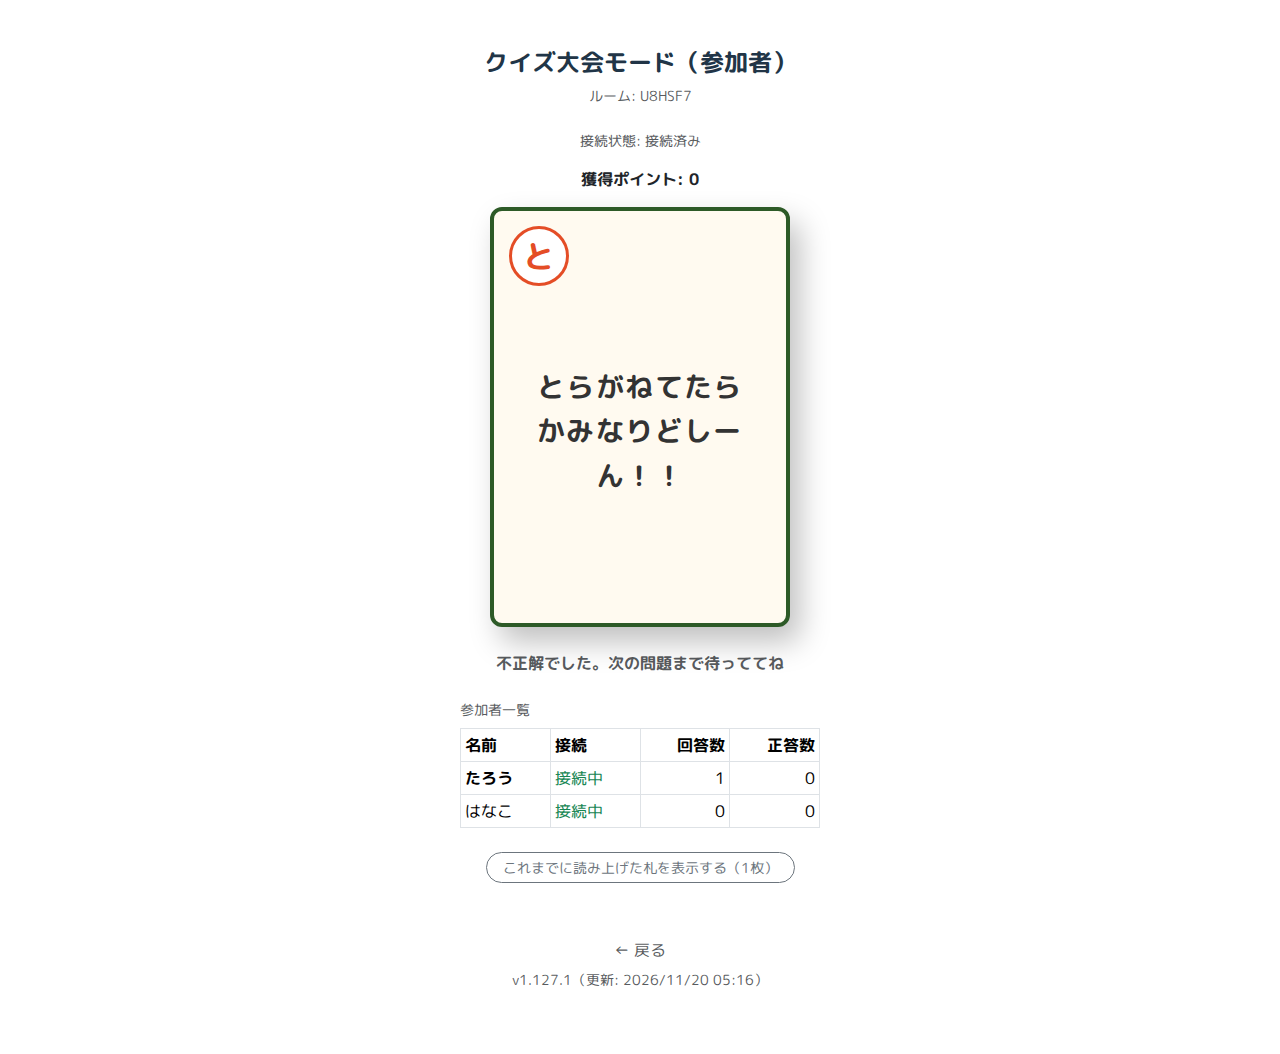 クイズ大会モード（参加者）
ルーム: U8HSF7
接続状態: 接続済み
獲得ポイント: 0
と
とらがねてたら
かみなりどしー
ん！！
不正解でした。次の問題まで待っててね
参加者一覧
名前 接続 回答数 正答数
たろう 接続中 1 0
はなこ 接続中 0 0
これまでに読み上げた札を表示する（1枚）
← 戻る
v1.127.1（更新: 2026/11/20 05:16）